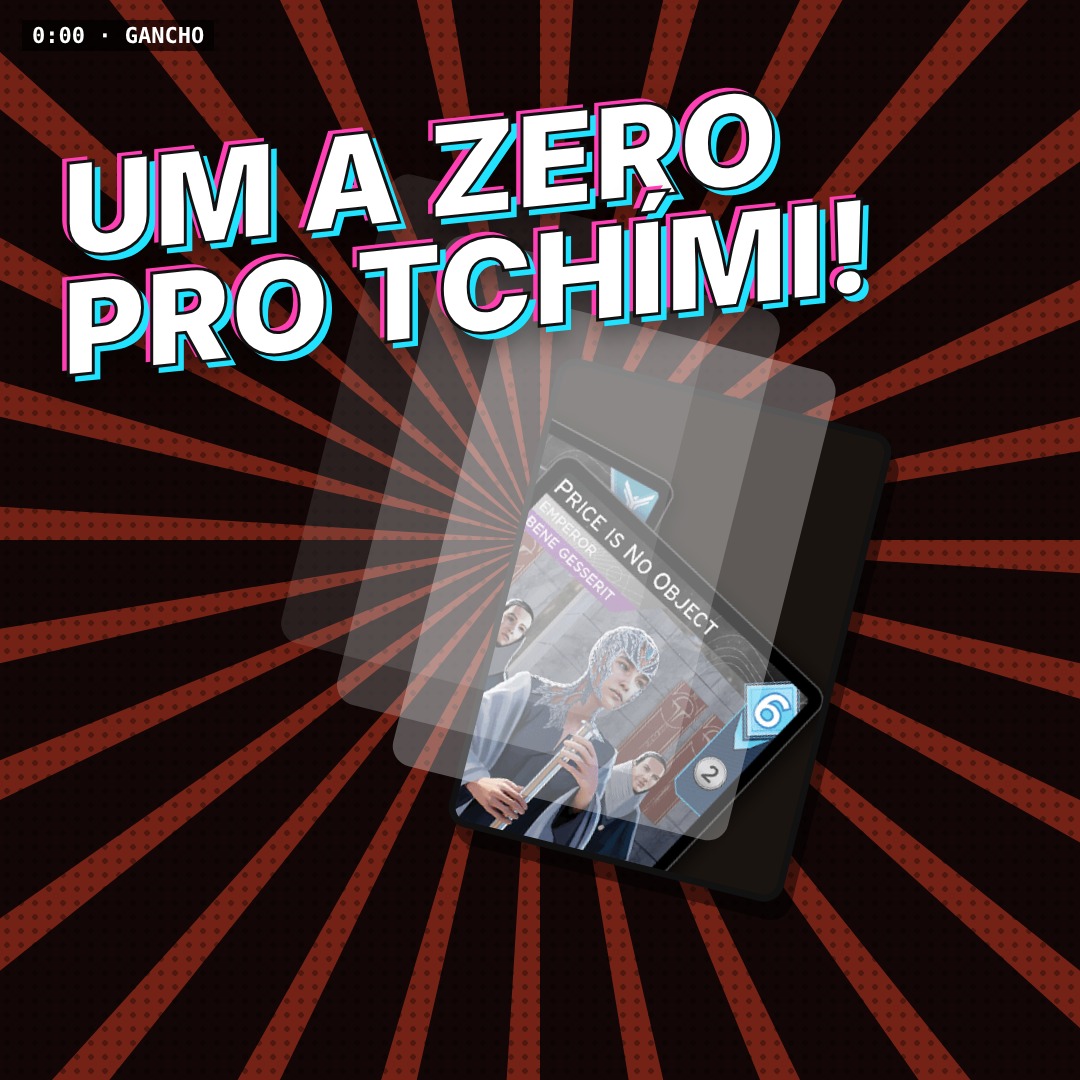 0:00 · GANCHO
UM A ZERO
PRO TCHÍMI!
PRICE IS NO OBJECT
EMPEROR
BENE GESSERIT
6
2